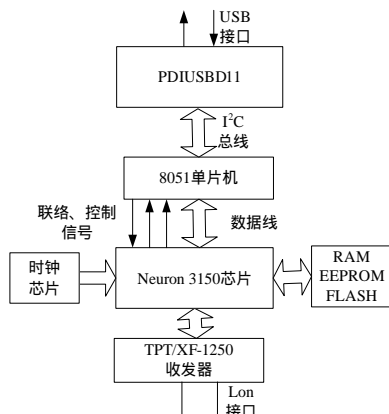 USB
接口
PDIUSBD11
I²C
总线
8051单片机
联络、控制
信号
数据线
时钟
芯片
Neuron 3150芯片
RAM
EEPROM
FLASH
TPT/XF-1250
收发器
Lon
接口